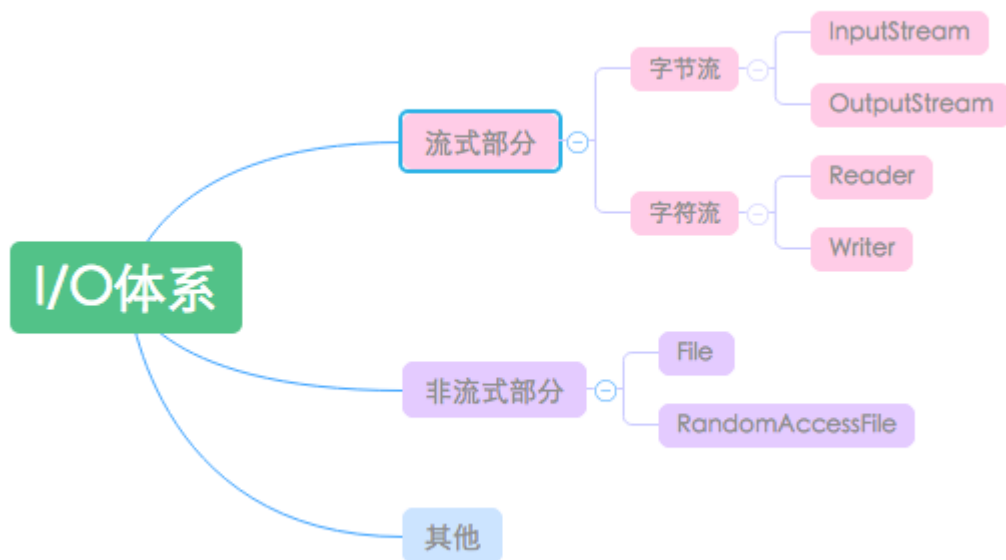 I/O体系
流式部分
字节流
InputStream
OutputStream
字符流
Reader
Writer
非流式部分
File
RandomAccessFile
其他